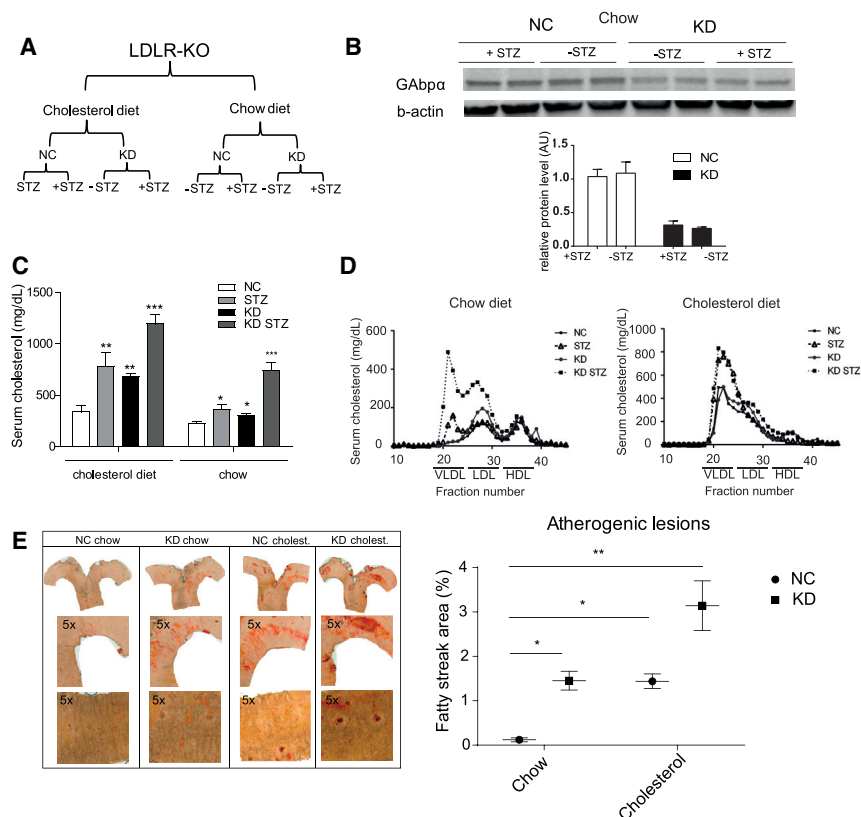 A
LDLR-KO
Cholesterol diet
Chow diet
NC
KD
NC
KD
STZ
+STZ
-STZ
+STZ
-STZ
+STZ
-STZ
+STZ
B
NC
Chow
KD
+ STZ
-STZ
-STZ
+ STZ
GAbpα
b-actin
relative protein level (AU)
1.5
1.0
0.5
0.0
NC
KD
+STZ
-STZ
+STZ
-STZ
C
Serum cholesterol (mg/dL)
1500
1000
500
0
NC
STZ
KD
KD STZ
**
**
***
*
*
***
cholesterol diet
chow
D
Chow diet
Serum cholesterol (mg/dL)
600
400
200
0
NC
STZ
KD
KD STZ
10
20
30
40
VLDL
LDL
HDL
Fraction number
Cholesterol diet
Serum cholesterol (mg/dL)
1000
800
600
400
200
0
NC
STZ
KD
KD STZ
10
20
30
40
VLDL
LDL
HDL
Fraction number
E
NC chow
KD chow
NC cholest.
KD cholest.
5x
5x
5x
5x
5x
5x
5x
5x
Atherogenic lesions
Fatty streak area (%)
4
3
2
1
0
**
*
*
NC
KD
Chow
Cholesterol